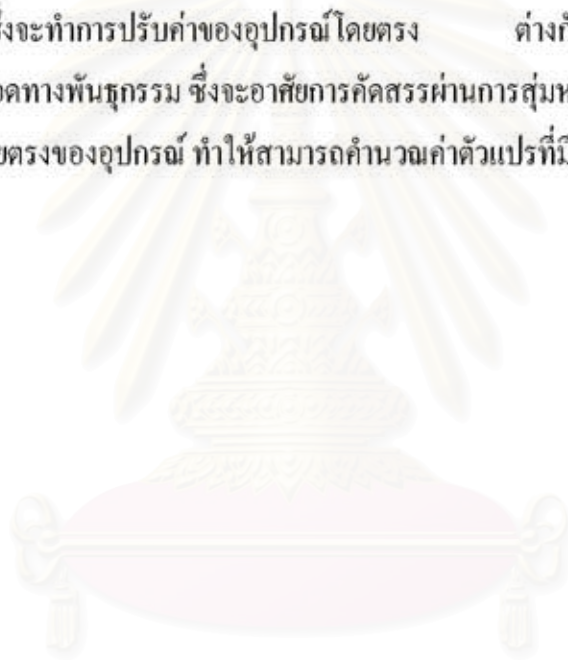 ซึ่งจะทำการปรับค่าของอุปกรณ์โดยตรง ต่างกั
อดทางพันธุกรรม ซึ่งจะอาศัยการคัดสรรผ่านการสุ่มห
ยตรงของอุปกรณ์ ทำให้สามารถคำนวณค่าตัวแปรที่มี